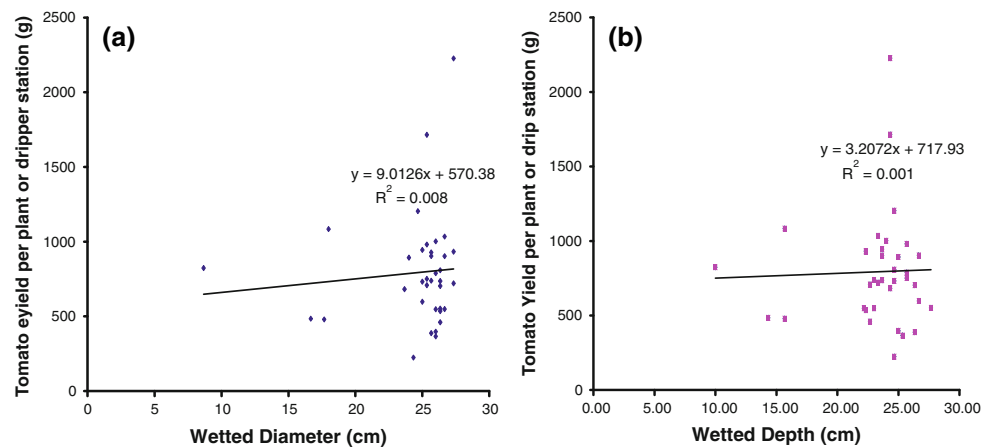 (a)
Tomato eyield per plant or dripper station (g)
2500
2000
1500
1000
500
0
y = 9.0126x + 570.38
R2 = 0.008
0 5 10 15 20 25 30
Wetted Diameter (cm)
(b)
Tomato Yield per plant or drip station (g)
2500
2000
1500
1000
500
0
y = 3.2072x + 717.93
R2 = 0.001
0.00 5.00 10.00 15.00 20.00 25.00 30.00
Wetted Depth (cm)